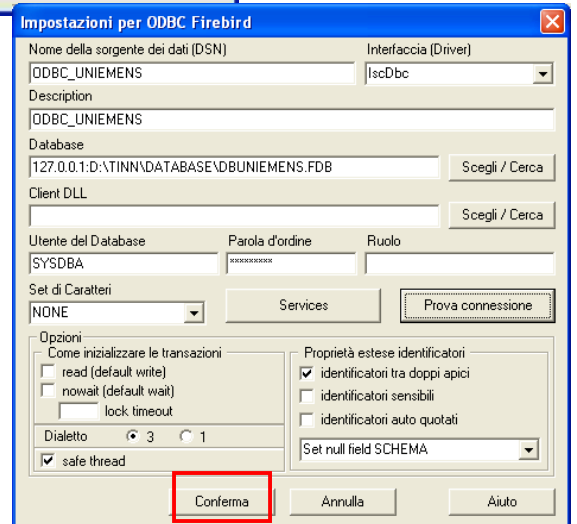 Impostazioni per ODBC Firebird
Nome della sorgente dei dati (DSN) Interfaccia (Driver)
ODBC_UNIEMENS IscDbc
Description
ODBC_UNIEMENS
Database
127.0.0.1:D:\TINN\DATABASE\DBUNIEMENS.FDB Scegli / Cerca
Client DLL
Scegli / Cerca
Utente del Database Parola d'ordine Ruolo
SYSDBA *********
Set di Caratteri
NONE Services Prova connessione
Opzioni
Come inizializzare le transazioni Proprietà estese identificatori
read (default write) identificatori tra doppi apici
nowait (default wait) identificatori sensibili
lock timeout identificatori auto quotati
Dialetto 3 1 Set null field SCHEMA
safe thread
Conferma Annulla Aiuto